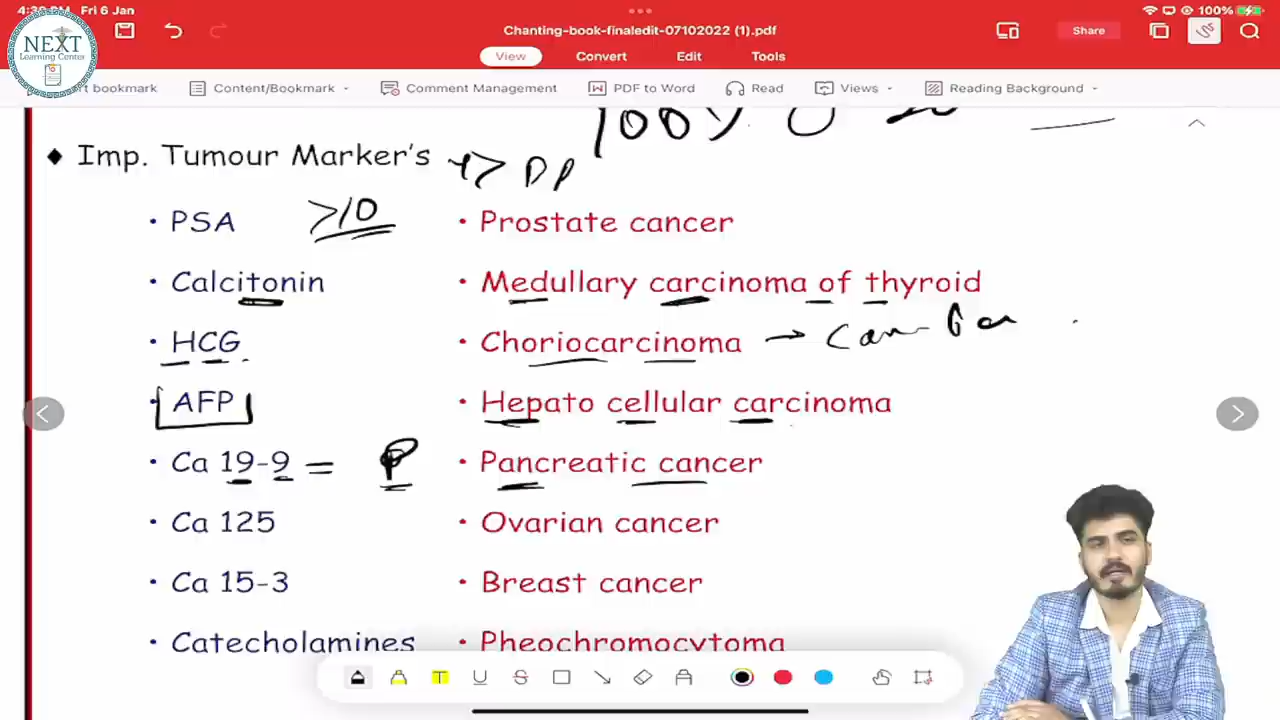 4:36 PM Fri 6 Jan
100%
NEXT
Learning Center
Chanting-book-finaledit-07102022 (1).pdf
Share
View Convert Edit Tools
bookmark Content/Bookmark Comment Management PDF to Word Read Views Reading Background
100%
Imp. Tumour Marker's
• PSA >10 • Prostate cancer
• Calcitonin • Medullary carcinoma of thyroid
• HCG • Choriocarcinoma →
• AFP • Hepato cellular carcinoma
• Ca 19-9 = P • Pancreatic cancer
• Ca 125 • Ovarian cancer
• Ca 15-3 • Breast cancer
• Catecholamines • Pheochromocytoma